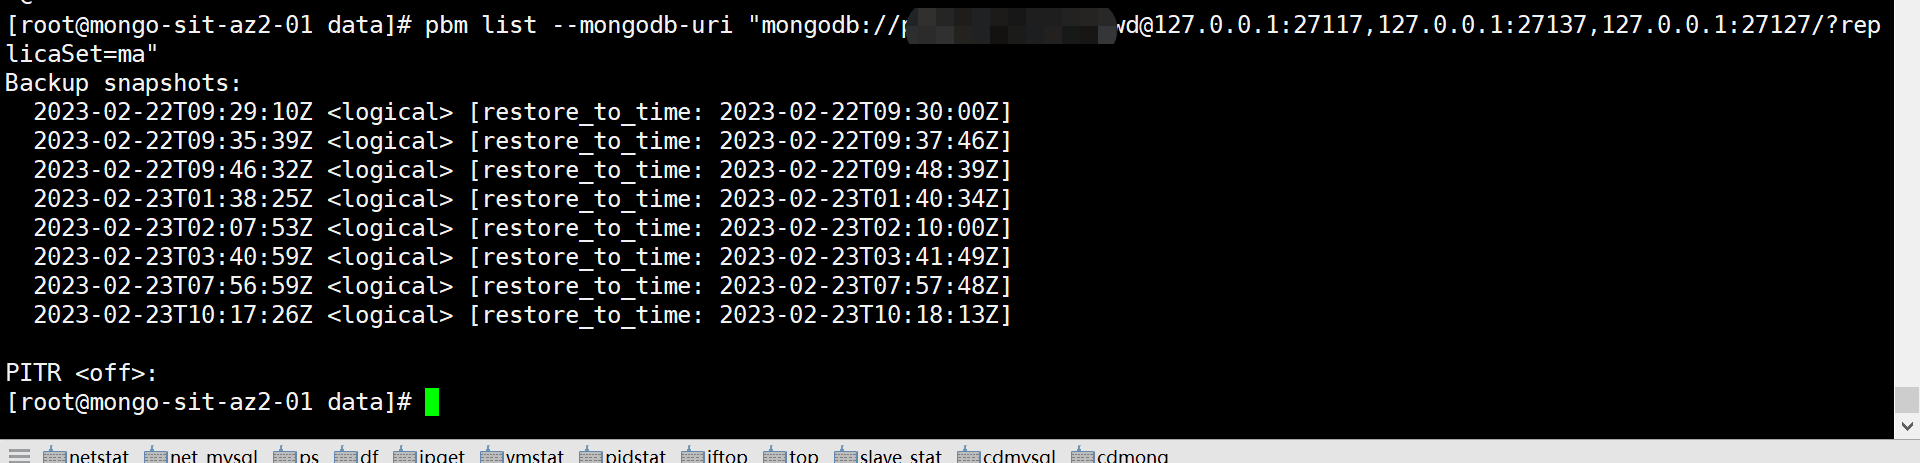 [root@mongo-sit-az2-01 data]# pbm list --mongodb-uri "mongodb://p wd@127.0.0.1:27117,127.0.0.1:27137,127.0.0.1:27127/?rep
licaSet=ma"
Backup snapshots:
  2023-02-22T09:29:10Z <logical> [restore_to_time: 2023-02-22T09:30:00Z]
  2023-02-22T09:35:39Z <logical> [restore_to_time: 2023-02-22T09:37:46Z]
  2023-02-22T09:46:32Z <logical> [restore_to_time: 2023-02-22T09:48:39Z]
  2023-02-23T01:38:25Z <logical> [restore_to_time: 2023-02-23T01:40:34Z]
  2023-02-23T02:07:53Z <logical> [restore_to_time: 2023-02-23T02:10:00Z]
  2023-02-23T03:40:59Z <logical> [restore_to_time: 2023-02-23T03:41:49Z]
  2023-02-23T07:56:59Z <logical> [restore_to_time: 2023-02-23T07:57:48Z]
  2023-02-23T10:17:26Z <logical> [restore_to_time: 2023-02-23T10:18:13Z]
PITR <off>:
[root@mongo-sit-az2-01 data]#
netstat net_mysql ps df ipget vmstat pidstat iftop top slave_stat cdmysql cdmong